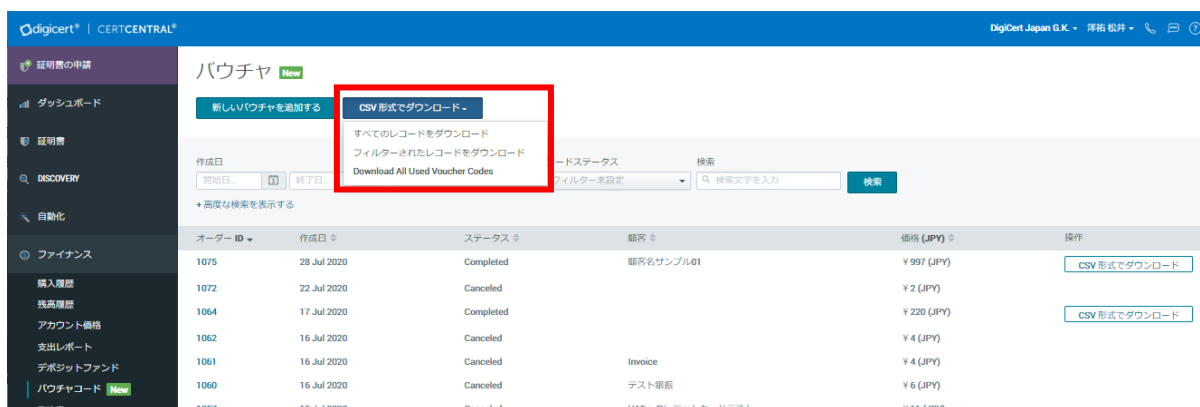 digicert® | CERTCENTRAL®
DigiCert Japan G.K. 洋祐 松井
証明書の申請
ダッシュボード
証明書
DISCOVERY
自動化
ファイナンス
購入履歴
残高履歴
アカウント価格
支出レポート
デポジットファンド
バウチャコード New
バウチャ New
新しいバウチャを追加する CSV 形式でダウンロード
すべてのレコードをダウンロード
フィルターされたレコードをダウンロード
Download All Used Voucher Codes
作成日 ードステータス 検索
開始日... 終了日... フィルター未設定 検索文字を入力 検索
+高度な検索を表示する
オーダー ID 作成日 ステータス 顧客 価格 (JPY) 操作
1075 28 Jul 2020 Completed 顧客名サンプル01 ¥ 997 (JPY) CSV 形式でダウンロード
1072 22 Jul 2020 Canceled ¥ 2 (JPY)
1064 17 Jul 2020 Completed ¥ 220 (JPY) CSV 形式でダウンロード
1062 16 Jul 2020 Canceled ¥ 4 (JPY)
1061 16 Jul 2020 Canceled Invoice ¥ 4 (JPY)
1060 16 Jul 2020 Canceled テスト銀振 ¥ 6 (JPY)